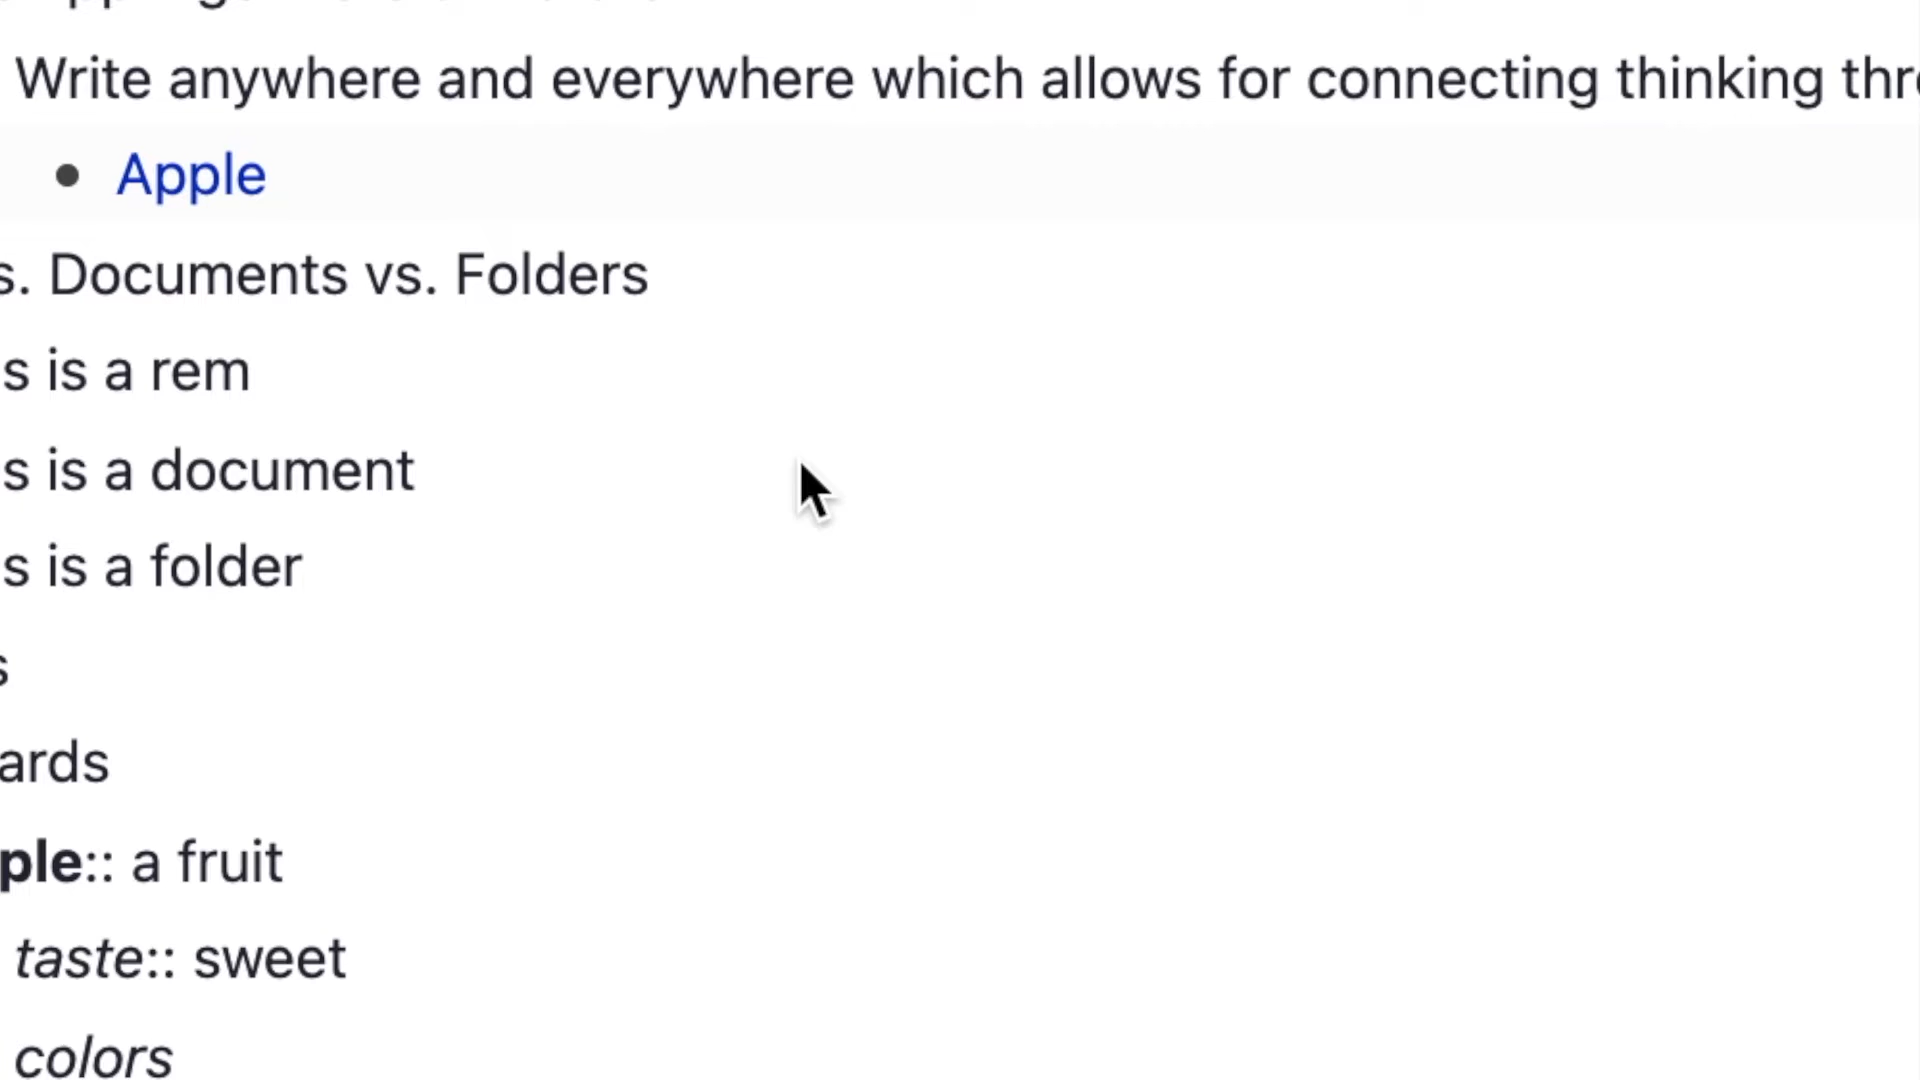 Write anywhere and everywhere which allows for connecting thinking
• Apple
s. Documents vs. Folders
s is a rem
s is a document
s is a folder
s
ards
ple:: a fruit
taste:: sweet
colors